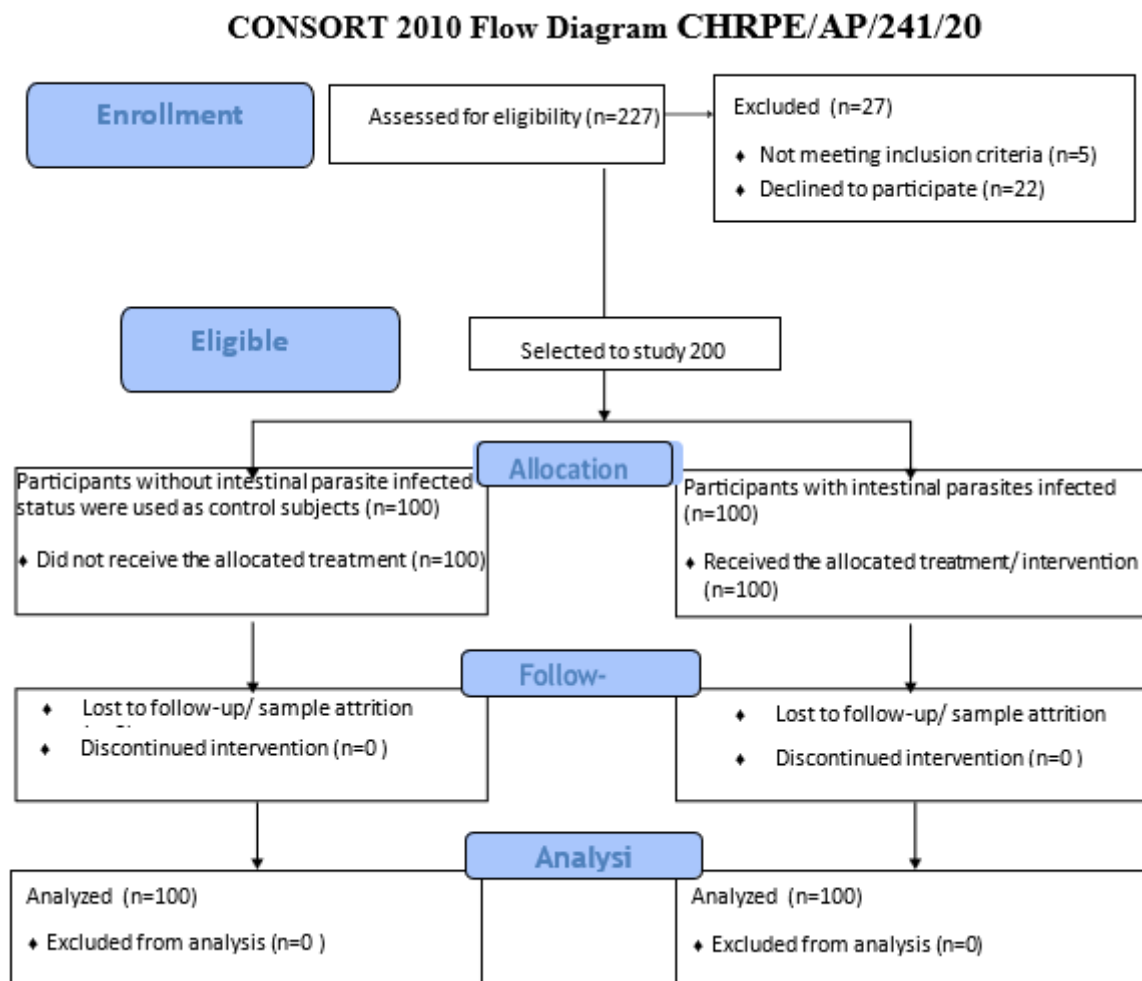 CONSORT 2010 Flow Diagram CHRPE/AP/241/20
Enrollment
Assessed for eligibility (n=227)
Excluded (n=27)
♦ Not meeting inclusion criteria (n=5)
♦ Declined to participate (n=22)
Eligible
Selected to study 200
Allocation
Participants without intestinal parasite infected
status were used as control subjects (n=100)
♦ Did not receive the allocated treatment (n=100)
Participants with intestinal parasites infected
(n=100)
♦ Received the allocated treatment/ intervention
(n=100)
Follow-
♦ Lost to follow-up/ sample attrition
♦ Discontinued intervention (n=0 )
♦ Lost to follow-up/ sample attrition
♦ Discontinued intervention (n=0 )
Analysi
Analyzed (n=100)
♦ Excluded from analysis (n=0 )
Analyzed (n=100)
♦ Excluded from analysis (n=0)